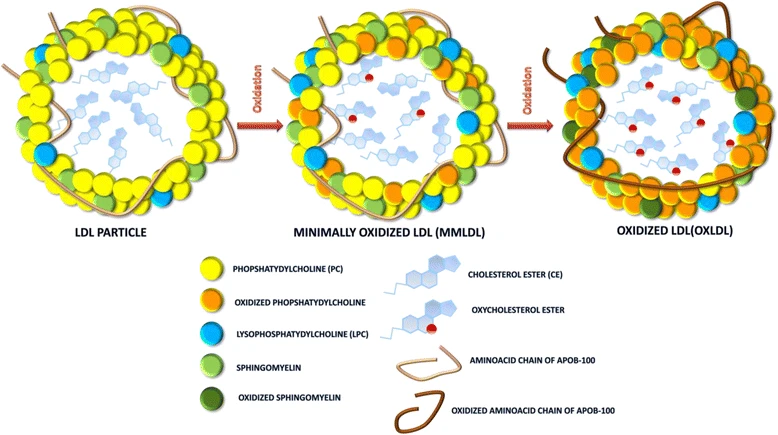 Oxidation
Oxidation
LDL PARTICLE
MINIMALLY OXIDIZED LDL (MMLDL)
OXIDIZED LDL(OXLDL)
PHOPSHATYDYLCHOLINE (PC)
OXIDIZED PHOPSHATYDYLCHOLINE
LYSOPHOSPHATYDYLCHOLINE (LPC)
SPHINGOMYELIN
OXIDIZED SPHINGOMYELIN
CHOLESTEROL ESTER (CE)
OXYCHOLESTEROL ESTER
AMINOACID CHAIN OF APOB-100
OXIDIZED AMINOACID CHAIN OF APOB-100